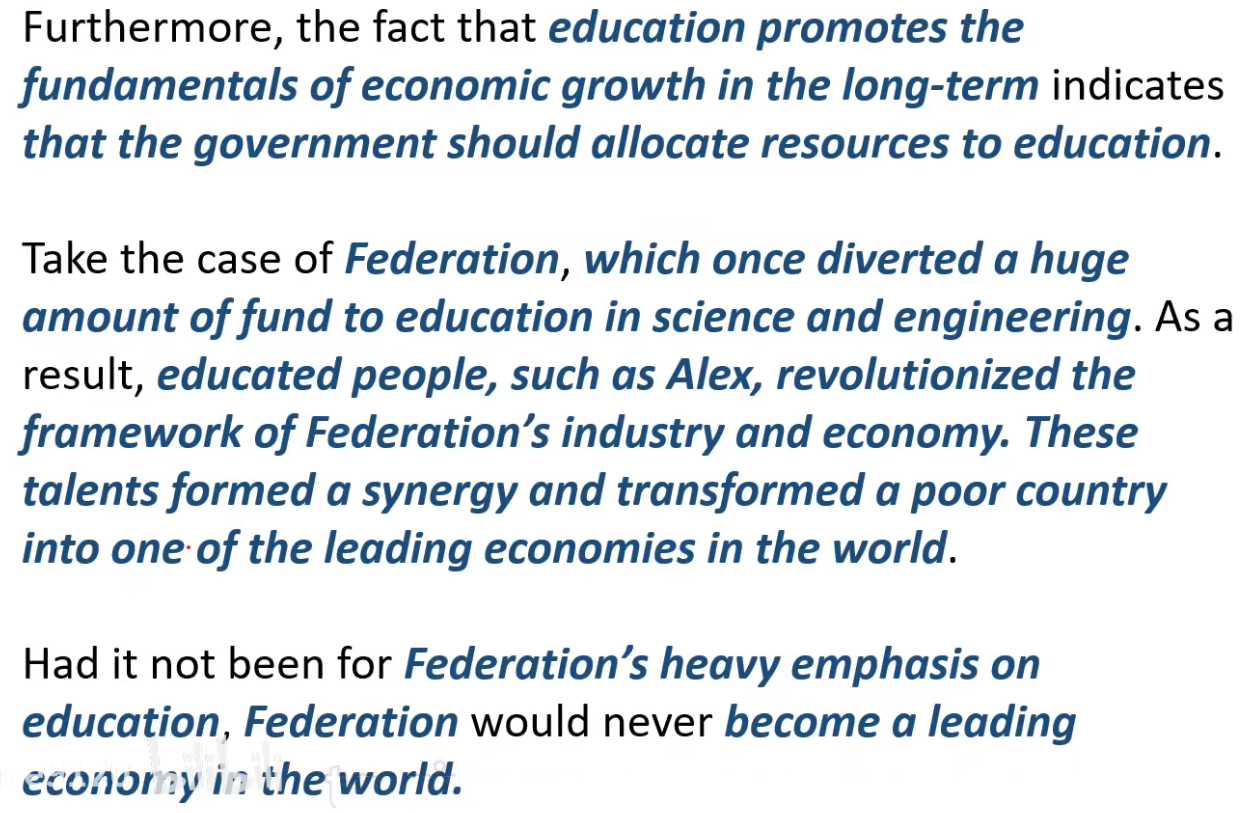 Furthermore, the fact that education promotes the
fundamentals of economic growth in the long-term indicates
that the government should allocate resources to education.
Take the case of Federation, which once diverted a huge
amount of fund to education in science and engineering. As a
result, educated people, such as Alex, revolutionized the
framework of Federation’s industry and economy. These
talents formed a synergy and transformed a poor country
into one of the leading economies in the world.
Had it not been for Federation’s heavy emphasis on
education, Federation would never become a leading
economy in the world.